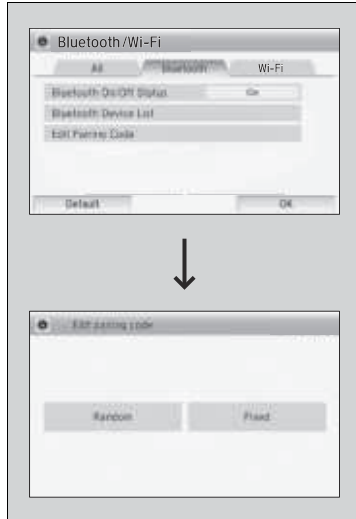 Bluetooth/Wi-Fi
All Bluetooth Wi-Fi
Bluetooth On/Off Status On
Bluetooth Device List
Edit Pairing Code
Default OK
Edit pairing code
Random Fixed